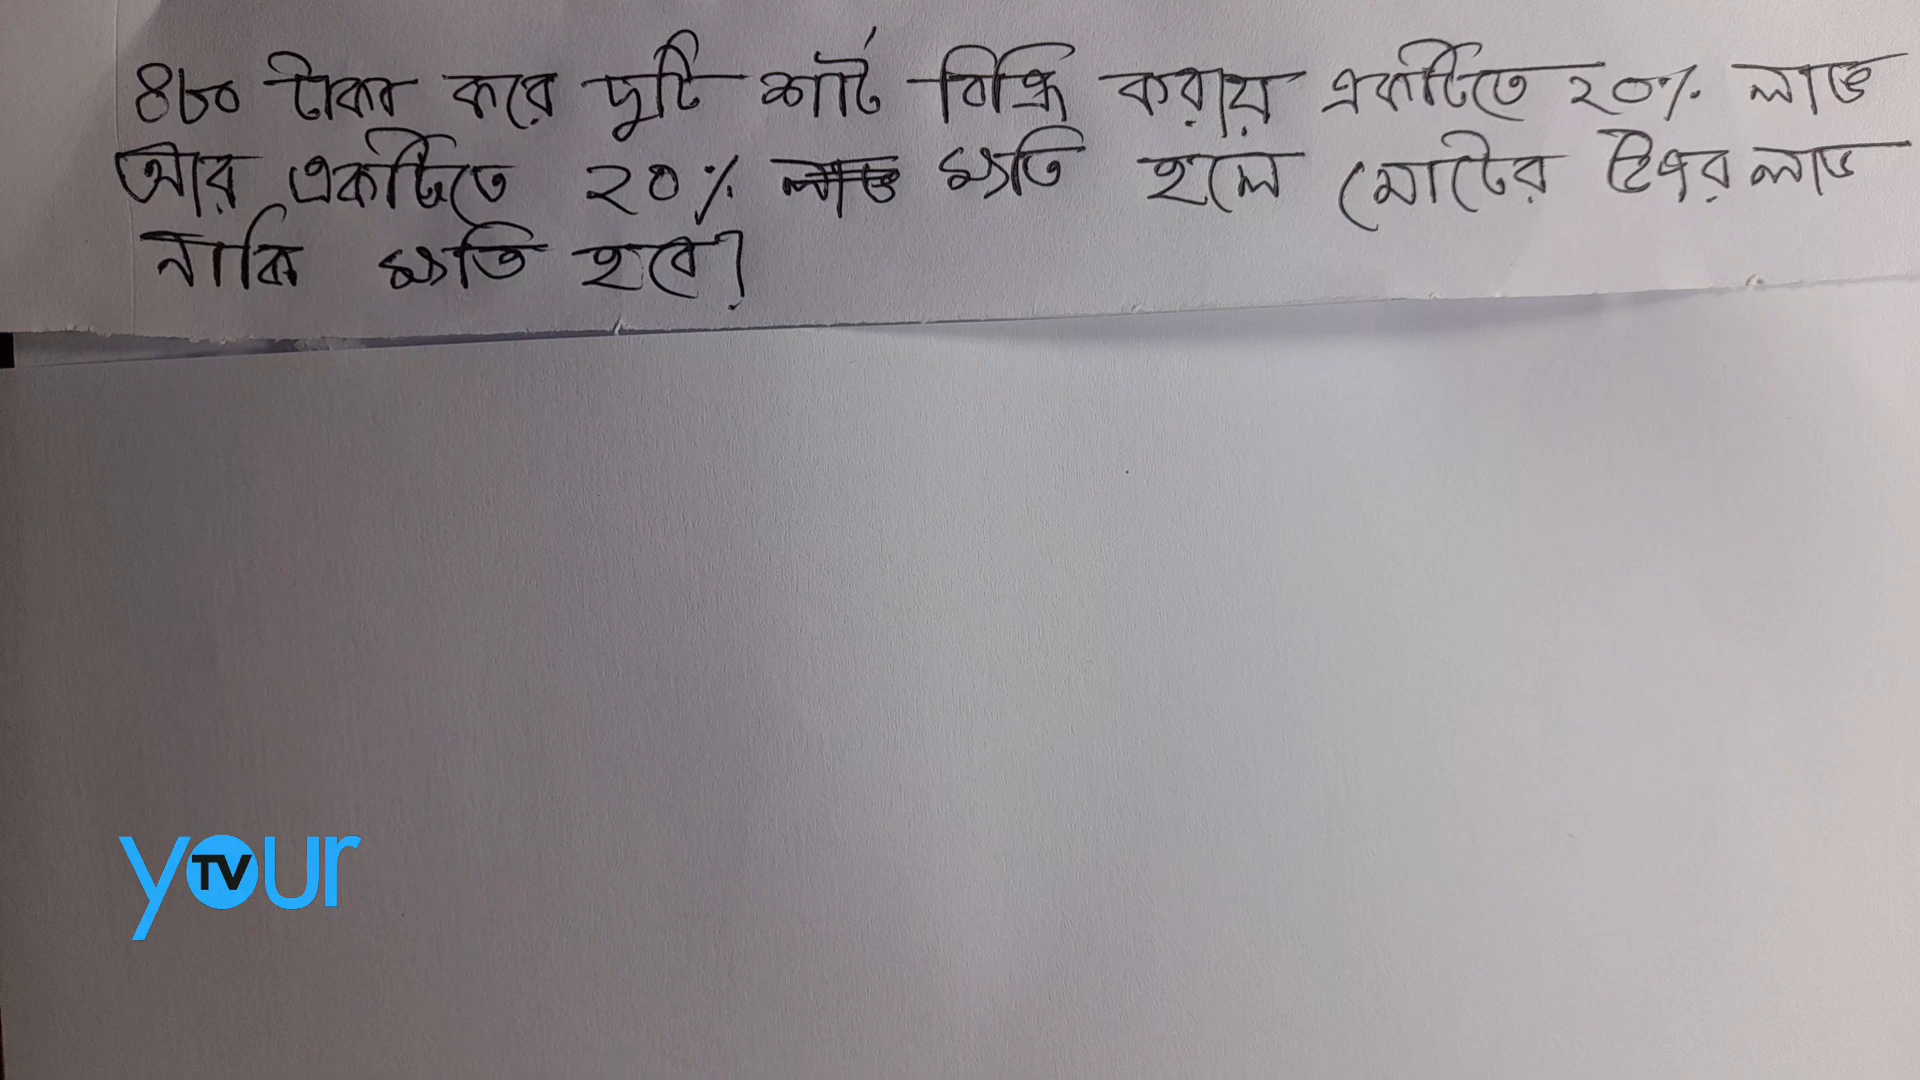 ৪৮০ টাকা করে দুটি শার্ট বিক্রি করায় একটিতে ২০% লাভ
আর একটিতে ২০% লাভ ক্ষতি হলে মোটের উপর লাভ
নাকি ক্ষতি হবে?
your
TV